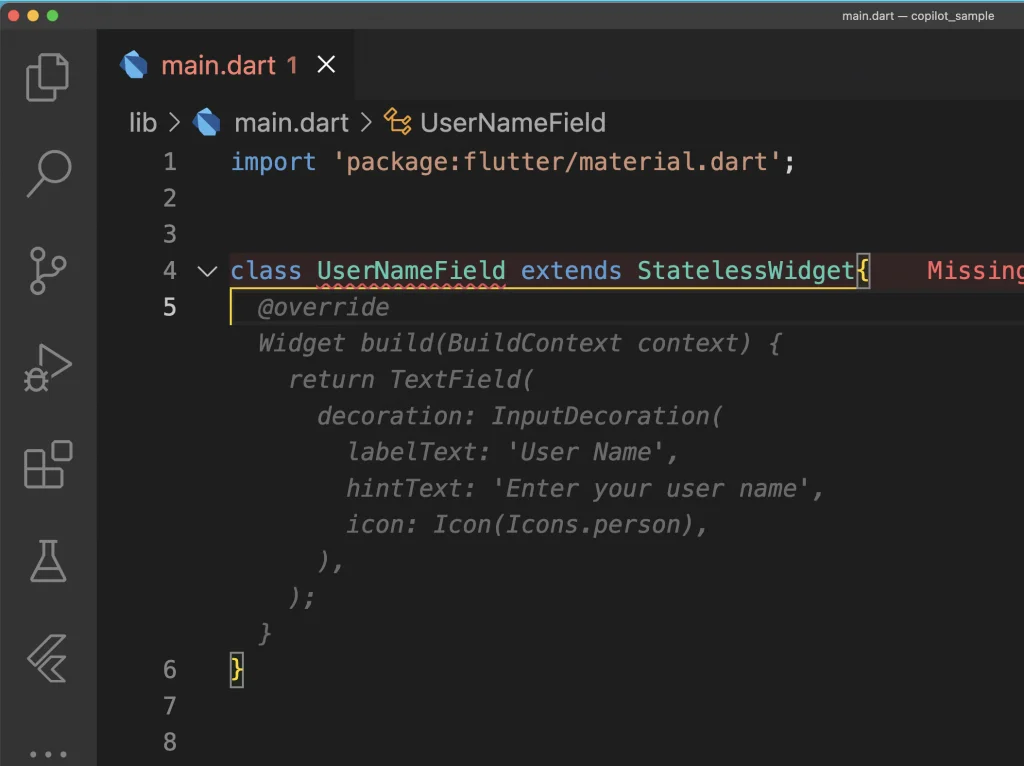 main.dart — copilot_sample
main.dart 1
lib > main.dart > UserNameField
1 import 'package:flutter/material.dart';
2
3
4 class UserNameField extends StatelessWidget{ Missing
5 @override
Widget build(BuildContext context) {
return TextField(
decoration: InputDecoration(
labelText: 'User Name',
hintText: 'Enter your user name',
icon: Icon(Icons.person),
),
);
}
6 }
7
8